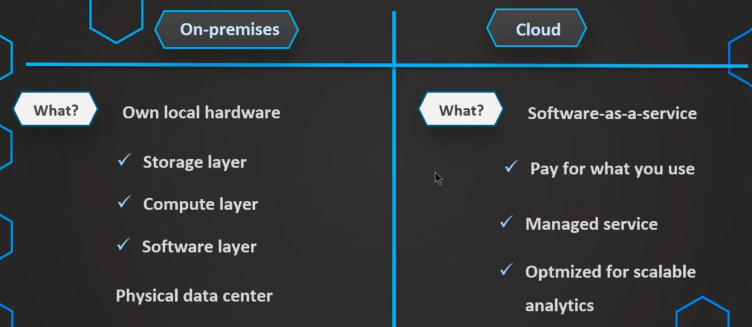 On-premises
Cloud
What?
Own local hardware
Storage layer
Compute layer
Software layer
Physical data center
What?
Software-as-a-service
Pay for what you use
Managed service
Optmized for scalable
analytics